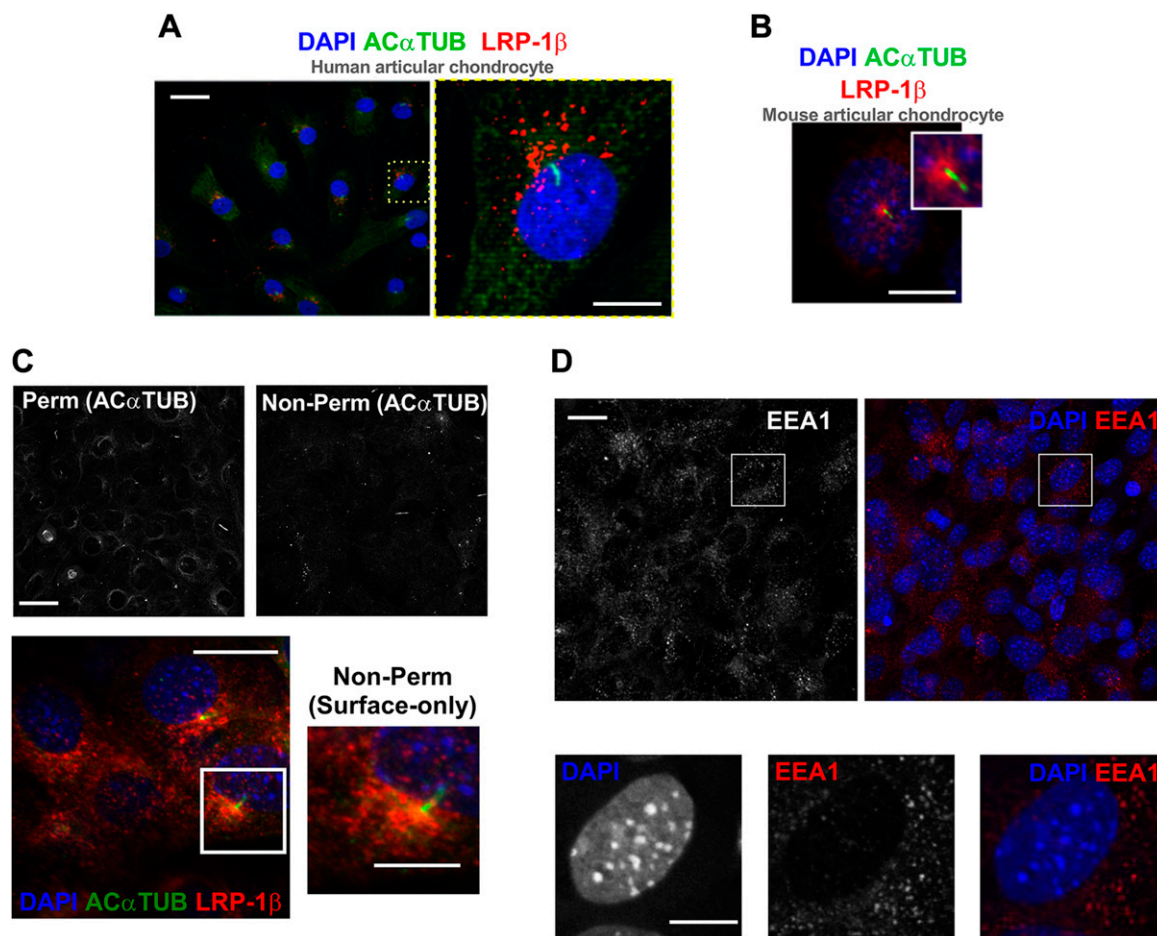 A
DAPI ACαTUB LRP-1β
Human articular chondrocyte
B
DAPI ACαTUB
LRP-1β
Mouse articular chondrocyte
C
Perm (ACαTUB)
Non-Perm (ACαTUB)
DAPI ACαTUB LRP-1β
Non-Perm
(Surface-only)
D
EEA1
DAPI EEA1
DAPI
EEA1
DAPI EEA1